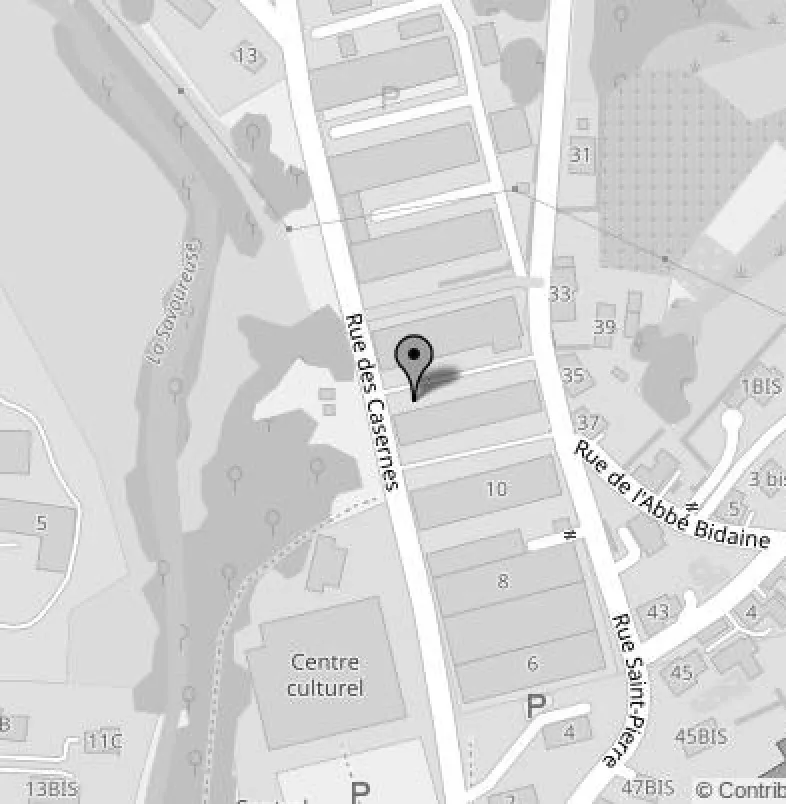 13
P
31
La Savoureuse
33
39
Rue des Casernes
35
1BIS
37
Rue de l'Abbé Bidaine
3 bis
10
5
5
8
43
4
Rue Saint-Pierre
Centre
culturel
6
45
P
4
45BIS
11C
13BIS
47BIS
P
© Contrib